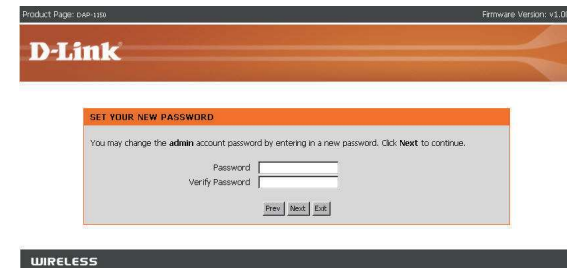 Product Page: DAP-1150 Firmware Version: v1.0
D-Link
SET YOUR NEW PASSWORD
You may change the admin account password by entering in a new password. Click Next to continue.
Password
Verify Password
Prev Next Exit
WIRELESS